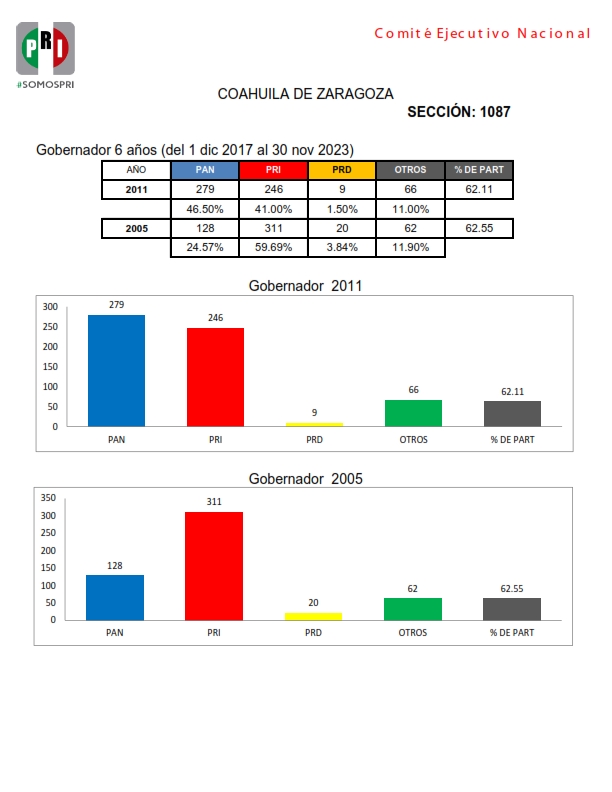 Comité Ejecutivo Nacional
PRI
#SOMOSPRI
COAHUILA DE ZARAGOZA
SECCIÓN: 1087
Gobernador 6 años (del 1 dic 2017 al 30 nov 2023)
AÑO PAN PRI PRD OTROS % DE PART
2011 279 246 9 66 62.11
46.50% 41.00% 1.50% 11.00%
2005 128 311 20 62 62.55
24.57% 59.69% 3.84% 11.90%
Gobernador 2011
300
250
200
150
100
50
0
279
246
9
66
62.11
PAN PRI PRD OTROS % DE PART
Gobernador 2005
350
300
250
200
150
100
50
0
128
311
20
62
62.55
PAN PRI PRD OTROS % DE PART